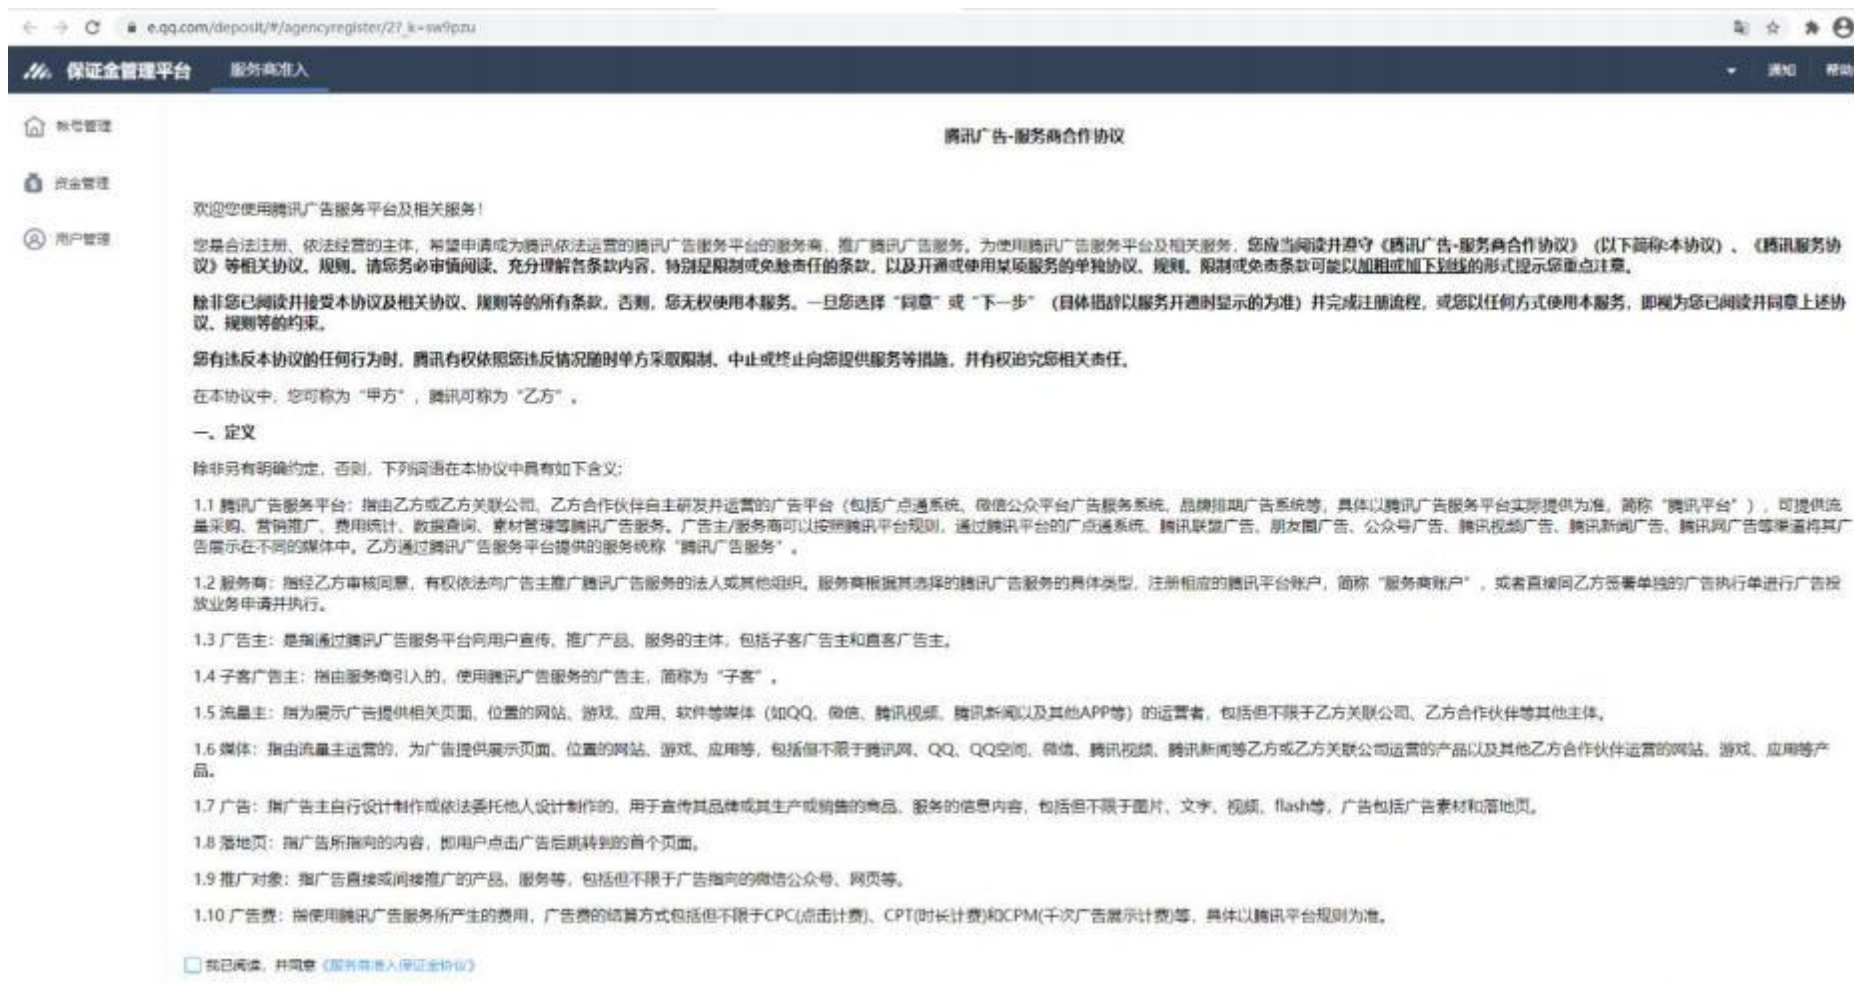 e.qq.com/deposit/#/agencyregister/2?_k=sw9pzu
保证金管理平台 服务商准入 通知 帮助
帐号管理
资金管理
用户管理
腾讯广告-服务商合作协议
欢迎您使用腾讯广告服务平台及相关服务！
您是合法注册、依法经营的主体，希望申请成为腾讯依法运营的腾讯广告服务平台的服务商，推广腾讯广告服务。为使用腾讯广告服务平台及相关服务，您应当阅读并遵守《腾讯广告-服务商合作协议》（以下简称:本协议）、《腾讯服务协
议》等相关协议、规则。请您务必审慎阅读、充分理解各条款内容，特别是限制或免除责任的条款，以及开通或使用某项服务的单独协议、规则。限制或免责条款可能以加粗或加下划线的形式提示您重点注意。
除非您已阅读并接受本协议及相关协议、规则等的所有条款，否则，您无权使用本服务。一旦您选择“同意”或“下一步”（具体措辞以服务开通时显示的为准）并完成注册流程，或您以任何方式使用本服务，即视为您已阅读并同意上述协
议、规则等的约束。
您有违反本协议的任何行为时，腾讯有权依照您违反情况随时单方采取限制、中止或终止向您提供服务等措施，并有权追究您相关责任。
在本协议中，您可称为“甲方”，腾讯可称为“乙方”。
一、定义
除非另有明确约定，否则，下列词语在本协议中具有如下含义:
1.1 腾讯广告服务平台：指由乙方或乙方关联公司、乙方合作伙伴自主研发并运营的广告平台（包括广点通系统、微信公众平台广告服务系统、品牌排期广告系统等，具体以腾讯广告服务平台实际提供为准，简称“腾讯平台”），可提供流
量采购、营销推广、费用统计、数据查询、素材管理等腾讯广告服务。广告主/服务商可以按照腾讯平台规则，通过腾讯平台的广点通系统、腾讯联盟广告、朋友圈广告、公众号广告、腾讯视频广告、腾讯新闻广告、腾讯网广告等渠道将其广
告展示在不同的媒体中。乙方通过腾讯广告服务平台提供的服务统称“腾讯广告服务”。
1.2 服务商：指经乙方审核同意，有权依法向广告主推广腾讯广告服务的法人或其他组织。服务商根据其选择的腾讯广告服务的具体类型，注册相应的腾讯平台账户，简称“服务商账户”，或者直接同乙方签署单独的广告执行单进行广告投
放业务申请并执行。
1.3 广告主：是指通过腾讯广告服务平台向用户宣传、推广产品、服务的主体，包括子客广告主和直客广告主。
1.4 子客广告主：指由服务商引入的，使用腾讯广告服务的广告主，简称为“子客”。
1.5 流量主：指为展示广告提供相关页面、位置的网站、游戏、应用、软件等媒体（如QQ、微信、腾讯视频、腾讯新闻以及其他APP等）的运营者，包括但不限于乙方关联公司、乙方合作伙伴等其他主体。
1.6 媒体：指由流量主运营的，为广告提供展示页面、位置的网站、游戏、应用等，包括但不限于腾讯网、QQ、QQ空间、微信、腾讯视频、腾讯新闻等乙方或乙方关联公司运营的产品以及其他乙方合作伙伴运营的网站、游戏、应用等产
品。
1.7 广告：指广告主自行设计制作或依法委托他人设计制作的，用于宣传其品牌或其生产或销售的商品、服务的信息内容，包括但不限于图片、文字、视频、flash等，广告包括广告素材和落地页。
1.8 落地页：指广告所指向的内容，即用户点击广告后跳转到的首个页面。
1.9 推广对象：指广告直接或间接推广的产品、服务等，包括但不限于广告指向的微信公众号、网页等。
1.10 广告费：指使用腾讯广告服务所产生的费用，广告费的结算方式包括但不限于CPC(点击计费)、CPT(时长计费)和CPM(千次广告展示计费)等，具体以腾讯平台规则为准。
我已阅读，并同意《服务商准入保证金协议》